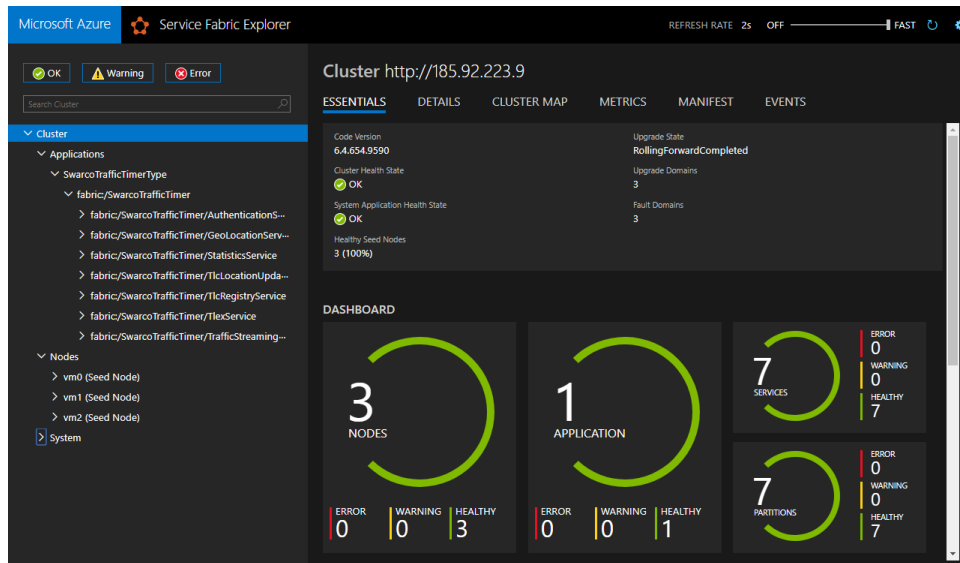 Microsoft Azure Service Fabric Explorer REFRESH RATE 2s OFF FAST
OK Warning Error
Search Cluster
Cluster
Applications
SwarcoTrafficTimerType
fabric:/SwarcoTrafficTimer
fabric:/SwarcoTrafficTimer/AuthenticationS···
fabric:/SwarcoTrafficTimer/GeoLocationServ···
fabric:/SwarcoTrafficTimer/StatisticsService
fabric:/SwarcoTrafficTimer/TlcLocationUpda···
fabric:/SwarcoTrafficTimer/TlcRegistryService
fabric:/SwarcoTrafficTimer/TlexService
fabric:/SwarcoTrafficTimer/TrafficStreaming···
Nodes
vm0 (Seed Node)
vm1 (Seed Node)
vm2 (Seed Node)
System
Cluster http://185.92.223.9
ESSENTIALS DETAILS CLUSTER MAP METRICS MANIFEST EVENTS
Code Version
6.4.654.9590
Cluster Health State
OK
System Application Health State
OK
Healthy Seed Nodes
3 (100%)
Upgrade State
RollingForwardCompleted
Upgrade Domains
3
Fault Domains
3
DASHBOARD
3
NODES
ERROR WARNING HEALTHY
0 0 3
1
APPLICATION
ERROR WARNING HEALTHY
0 0 1
7
SERVICES
ERROR
0
WARNING
0
HEALTHY
7
7
PARTITIONS
ERROR
0
WARNING
0
HEALTHY
7